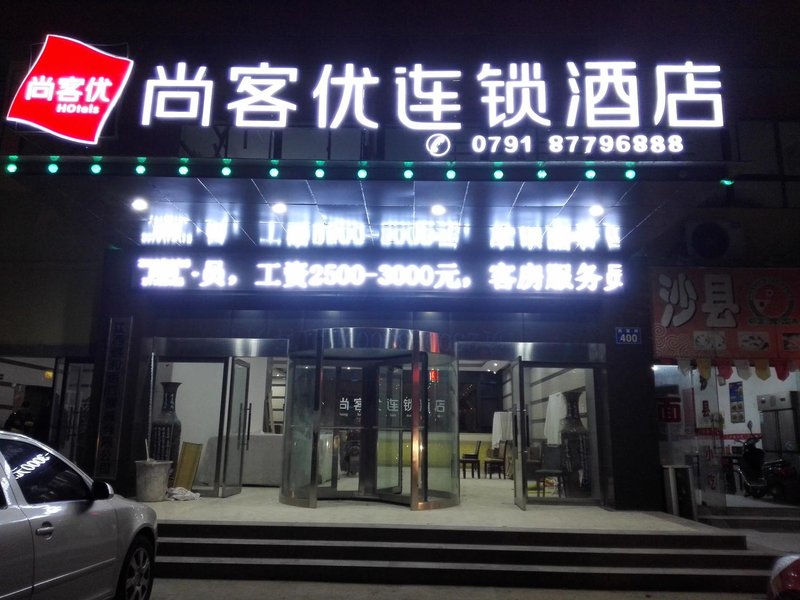 尚客优
HOtels
尚客优连锁酒店
0791 87796888
员，工资2500-3000元，客房服务员
沙县
400
尚客优连锁酒店
面